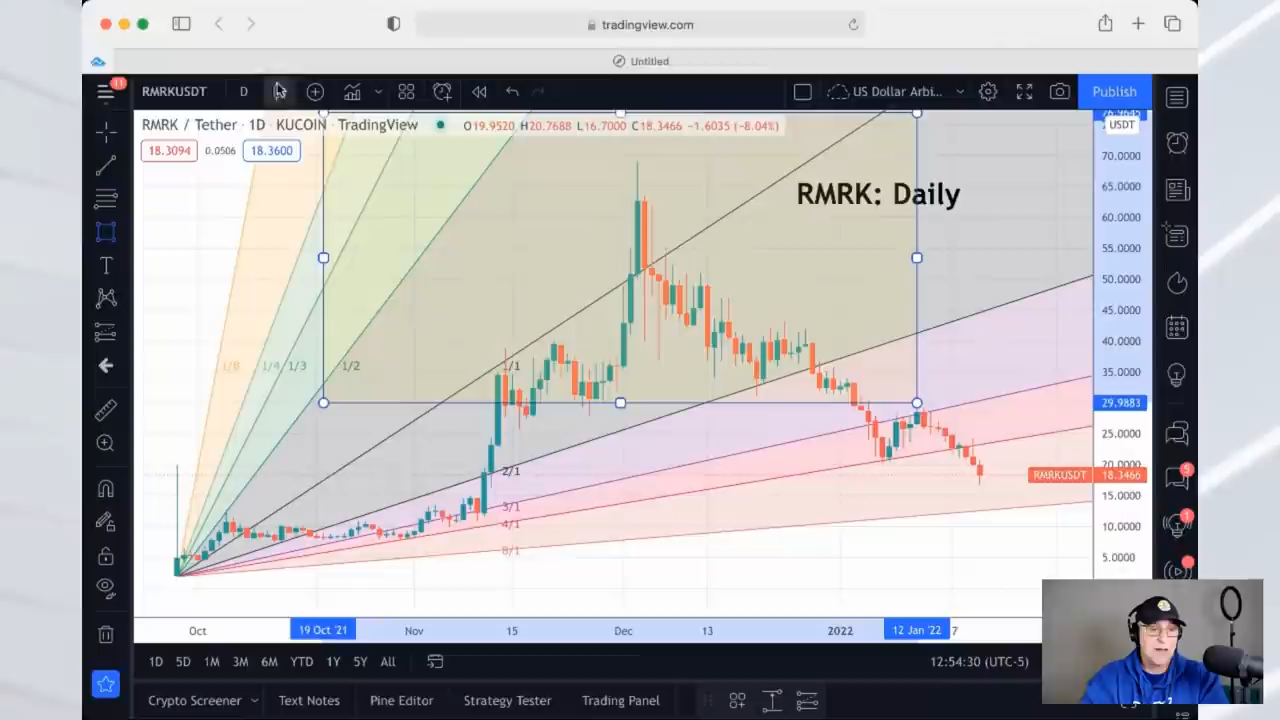 tradingview.com
Untitled
11
RMRKUSDT
D
US Dollar Arbi...
Publish
RMRK / Tether · 1D · KUCOIN · TradingView
O19.9520 H20.7688 L16.7000 C18.3466 −1.6035 (−8.04%)
USDT
18.3094
0.0506
18.3600
70.0000
RMRK: Daily
65.0000
60.0000
55.0000
50.0000
45.0000
40.0000
1/8
1/4
1/3
1/2
1/1
35.0000
29.9883
25.0000
20.0000
2/1
RMRKUSDT
18.3466
5
15.0000
3/1
4/1
10.0000
1
8/1
5.0000
Oct
19 Oct '21
Nov
15
Dec
13
2022
12 Jan '22
7
1D
5D
1M
3M
6M
YTD
1Y
5Y
All
12:54:30 (UTC-5)
Crypto Screener
Text Notes
Pine Editor
Strategy Tester
Trading Panel